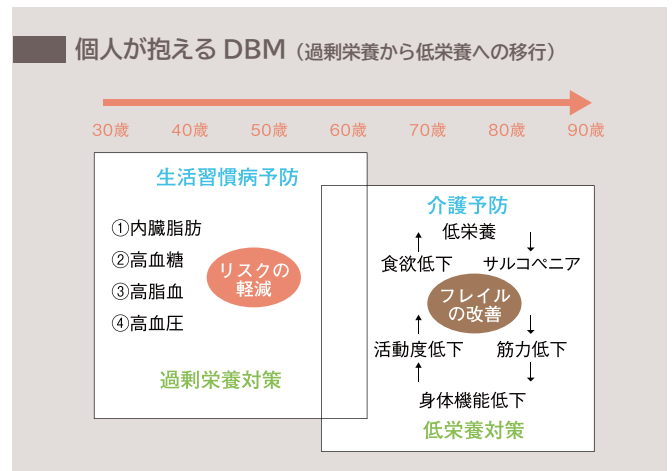 個人が抱えるDBM（過剰栄養から低栄養への移行）
30歳 40歳 50歳 60歳 70歳 80歳 90歳
生活習慣病予防
①内臓脂肪
②高血糖
③高脂血
④高血圧
リスクの
軽減
過剰栄養対策
介護予防
低栄養
食欲低下 サルコペニア
フレイル
の改善
活動度低下 筋力低下
身体機能低下
低栄養対策